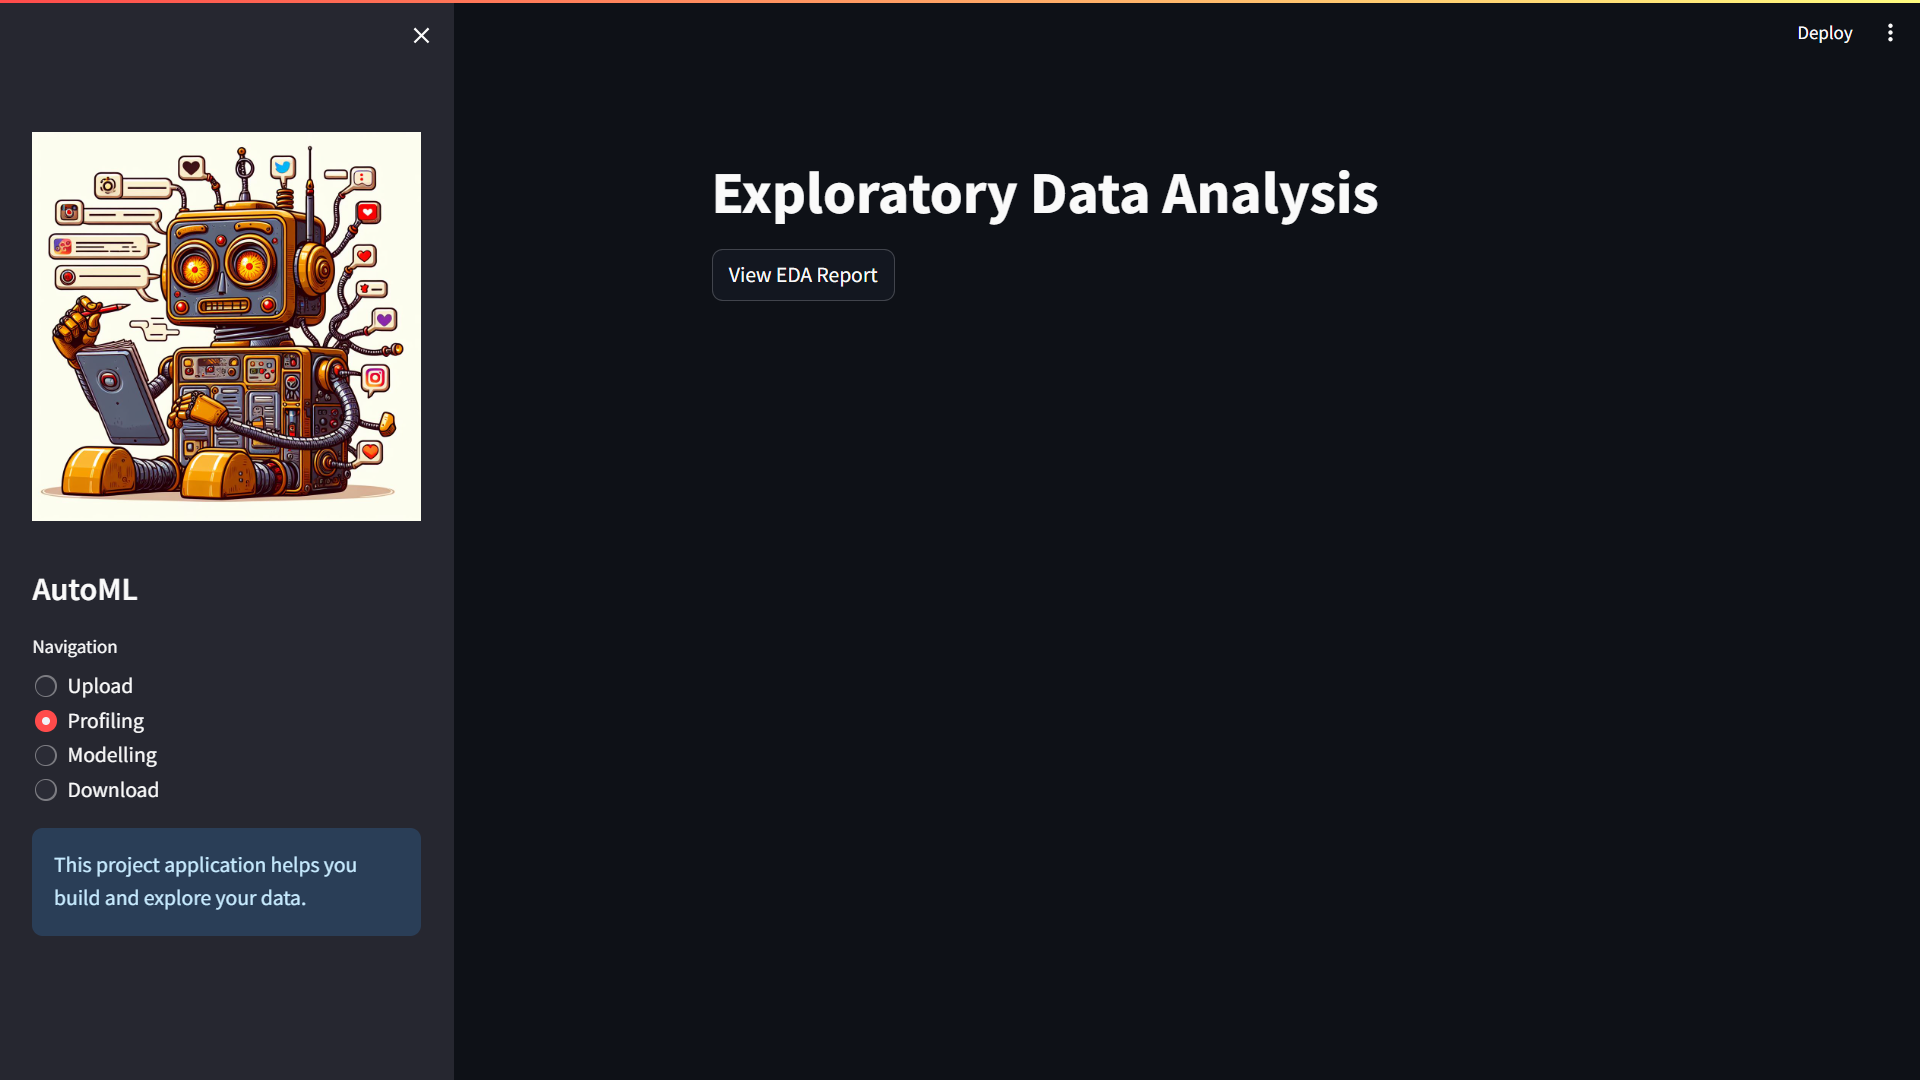 Deploy
Exploratory Data Analysis
View EDA Report
AutoML
Navigation
Upload
Profiling
Modelling
Download
This project application helps you
build and explore your data.